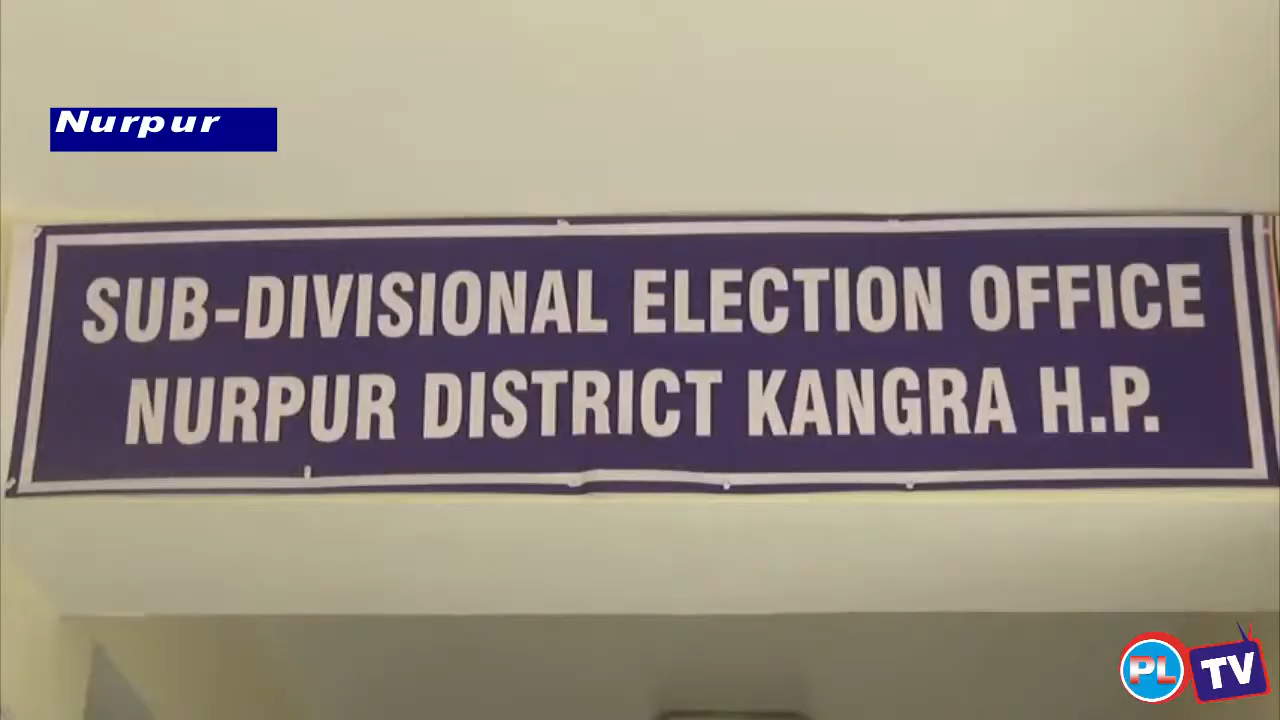 Nurpur
SUB-DIVISIONAL ELECTION OFFICE
NURPUR DISTRICT KANGRA H.P.
PL TV